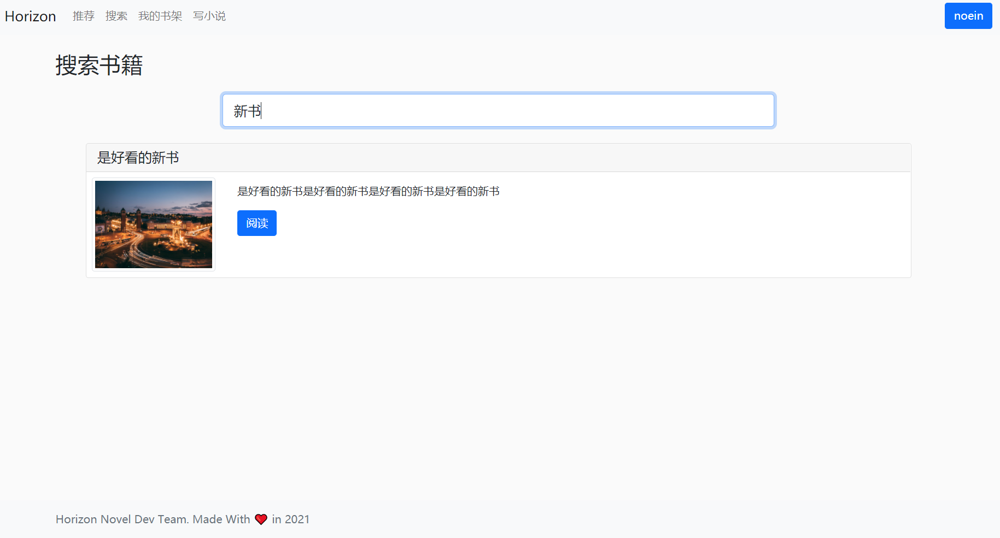 Horizon 推荐 搜索 我的书架 写小说 noein
搜索书籍
新书
是好看的新书
是好看的新书是好看的新书是好看的新书是好看的新书
阅读
Horizon Novel Dev Team. Made With ❤️ in 2021